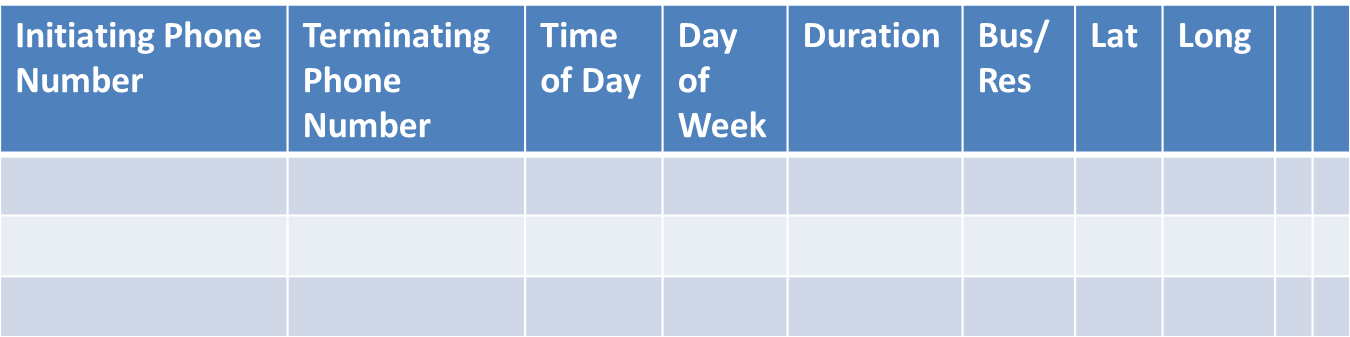 Initiating Phone Number
Terminating Phone Number
Time of Day
Day of Week
Duration
Bus/ Res
Lat
Long